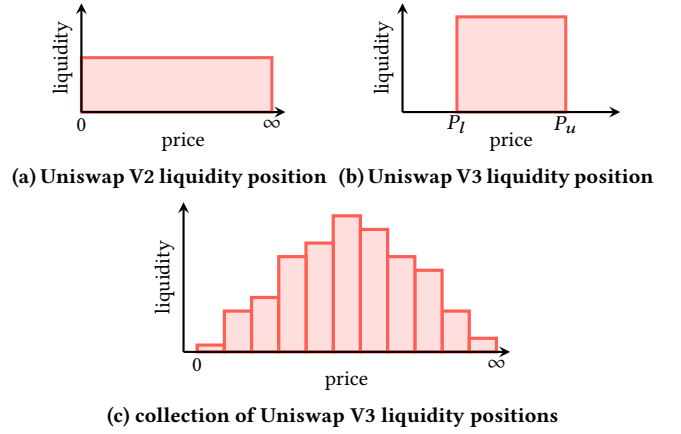 liquidity
0
∞
price
(a) Uniswap V2 liquidity position
liquidity
P_l
P_u
price
(b) Uniswap V3 liquidity position
liquidity
0
∞
price
(c) collection of Uniswap V3 liquidity positions